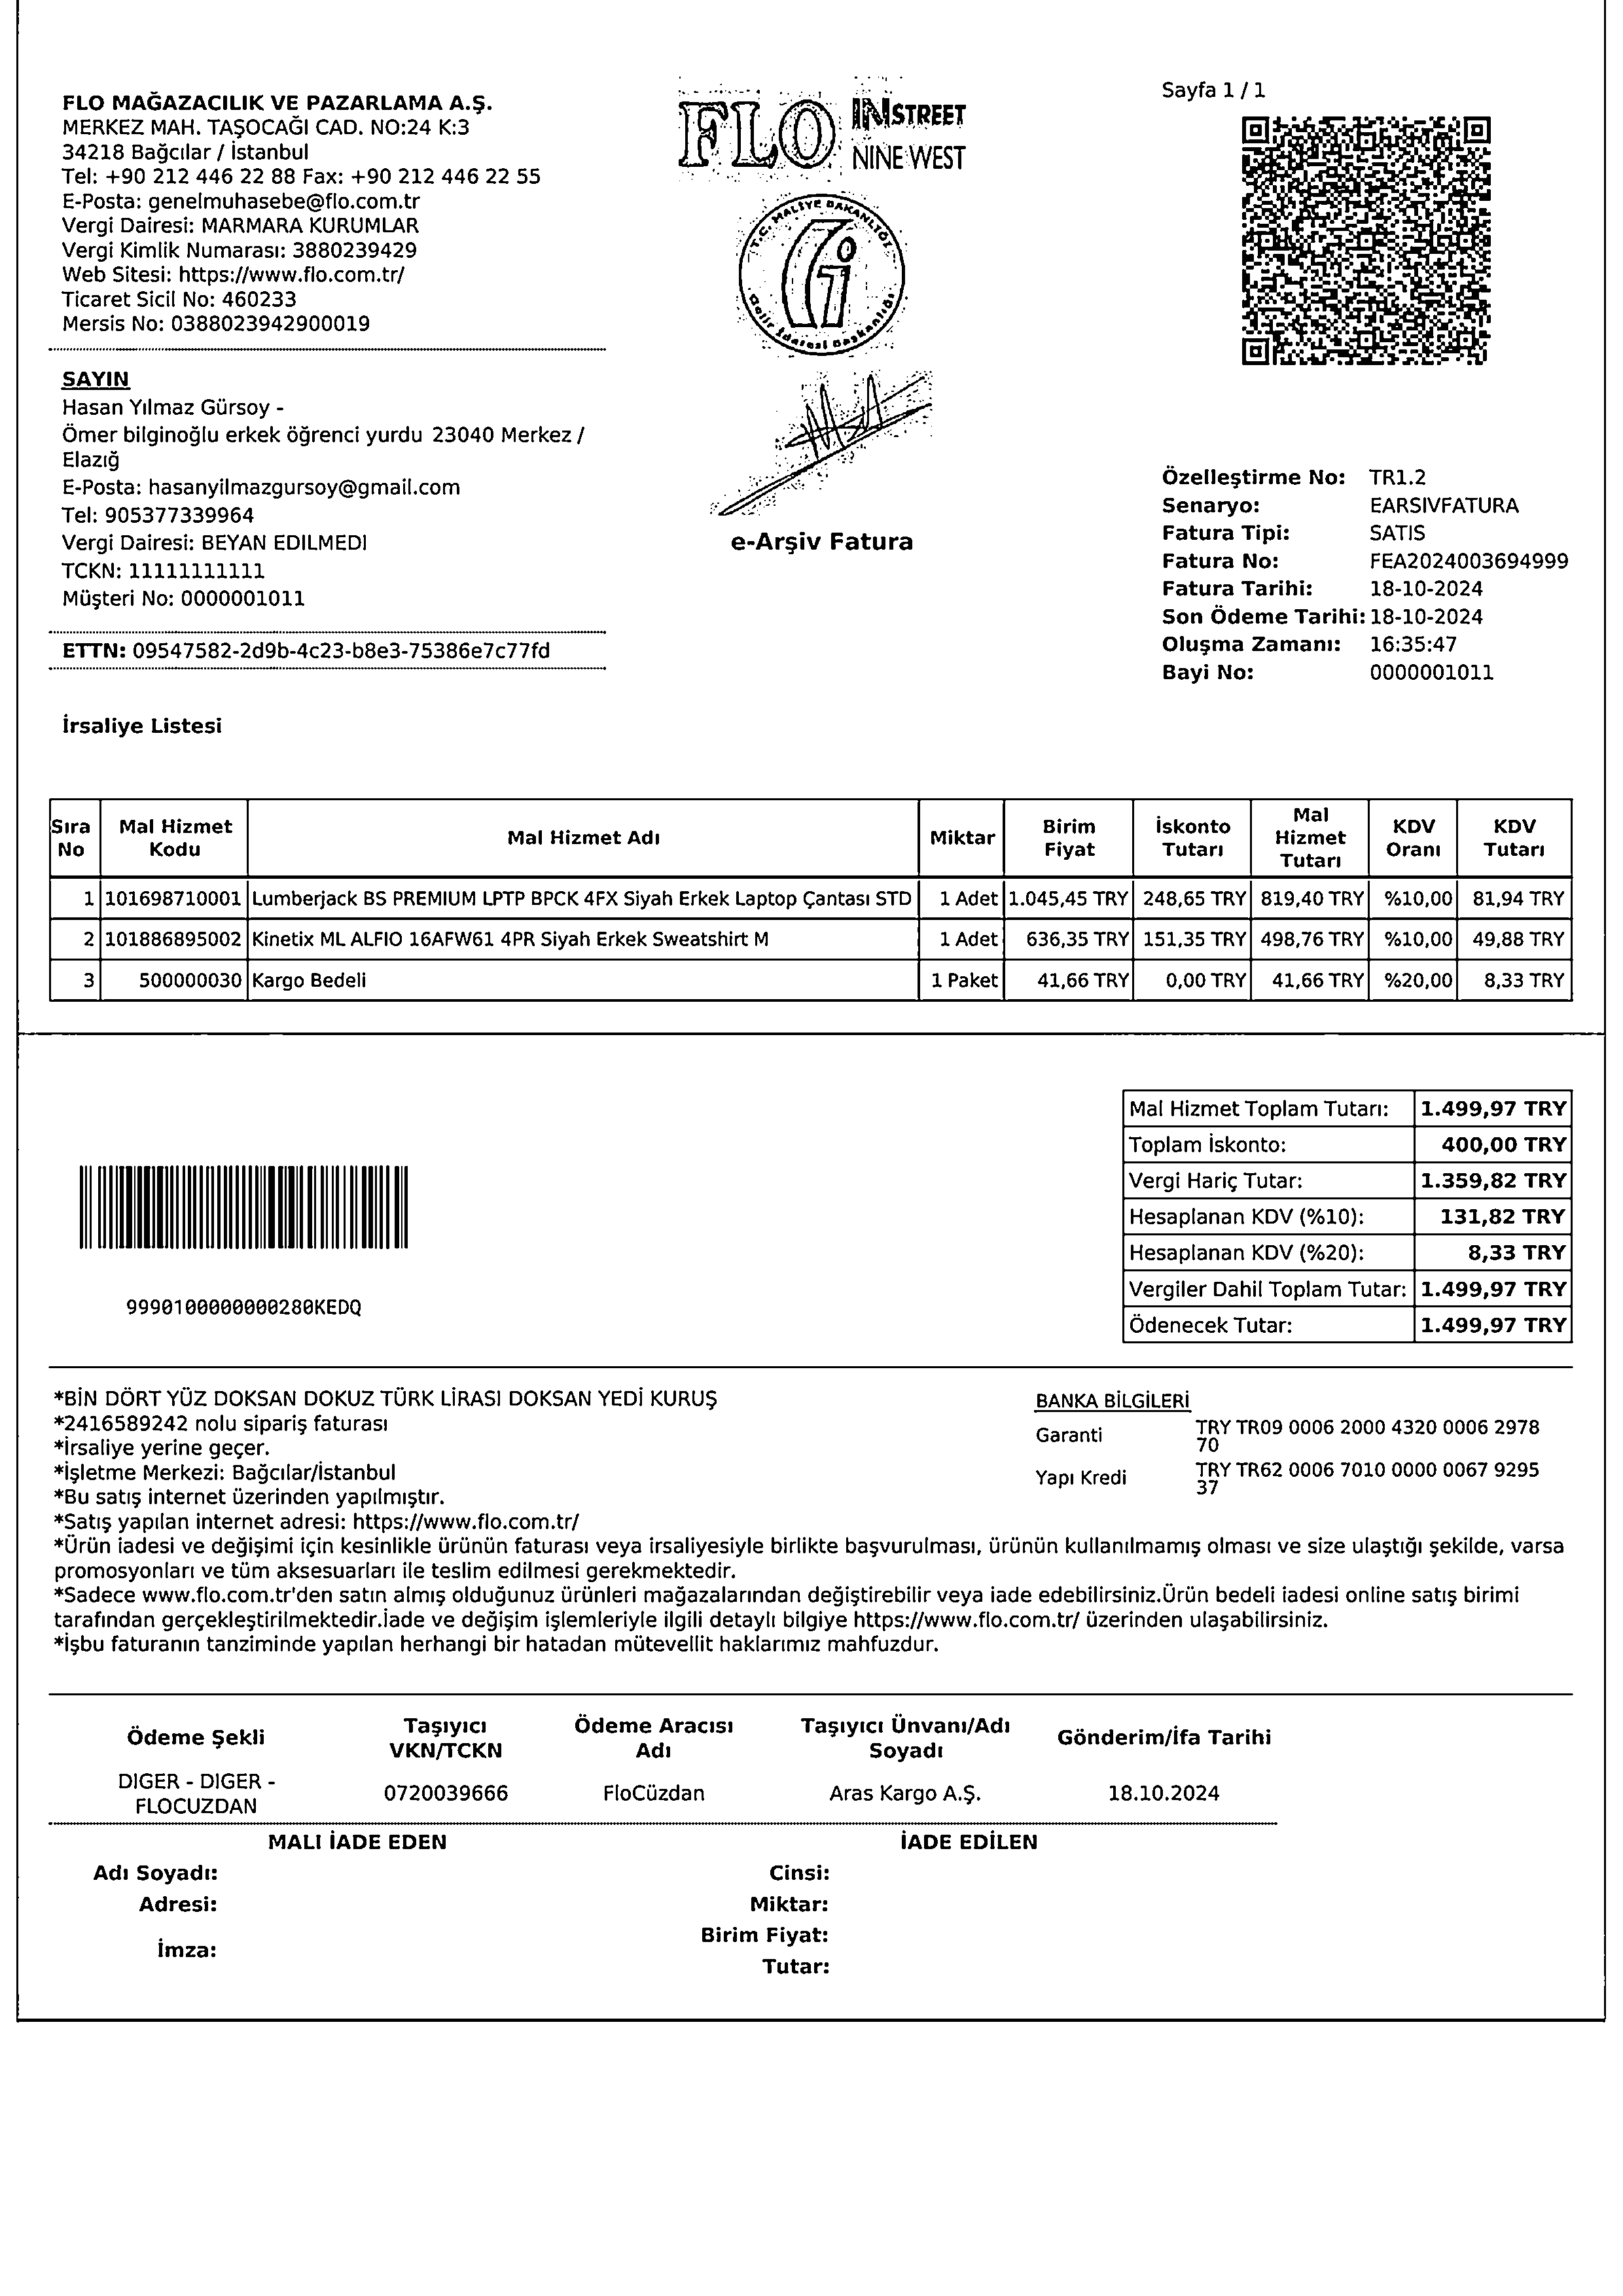 Sayfa 1 / 1
FLO MAĞAZACILIK VE PAZARLAMA A.Ş.
MERKEZ MAH. TAŞOCAĞI CAD. NO:24 K:3
34218 Bağcılar / İstanbul
Tel: +90 212 446 22 88 Fax: +90 212 446 22 55
E-Posta: genelmuhasebe@flo.com.tr
Vergi Dairesi: MARMARA KURUMLAR
Vergi Kimlik Numarası: 3880239429
Web Sitesi: https://www.flo.com.tr/
Ticaret Sicil No: 460233
Mersis No: 0388023942900019
FLO INSTREET
NINE WEST
T.C. MALİYE BAKANLIĞI
Gelir İdaresi Başkanlığı
e-Arşiv Fatura
SAYIN
Hasan Yılmaz Gürsoy -
Ömer bilginoğlu erkek öğrenci yurdu 23040 Merkez /
Elazığ
E-Posta: hasanyilmazgursoy@gmail.com
Tel: 905377339964
Vergi Dairesi: BEYAN EDILMEDI
TCKN: 11111111111
Müşteri No: 0000001011
ETTN: 09547582-2d9b-4c23-b8e3-75386e7c77fd
Özelleştirme No: TR1.2
Senaryo: EARSIVFATURA
Fatura Tipi: SATIS
Fatura No: FEA2024003694999
Fatura Tarihi: 18-10-2024
Son Ödeme Tarihi: 18-10-2024
Oluşma Zamanı: 16:35:47
Bayi No: 0000001011
İrsaliye Listesi
Sıra No Mal Hizmet Kodu Mal Hizmet Adı Miktar Birim Fiyat İskonto Tutarı Mal Hizmet Tutarı KDV Oranı KDV Tutarı
1 101698710001 Lumberjack BS PREMIUM LPTP BPCK 4FX Siyah Erkek Laptop Çantası STD 1 Adet 1.045,45 TRY 248,65 TRY 819,40 TRY %10,00 81,94 TRY
2 101886895002 Kinetix ML ALFIO 16AFW61 4PR Siyah Erkek Sweatshirt M 1 Adet 636,35 TRY 151,35 TRY 498,76 TRY %10,00 49,88 TRY
3 500000030 Kargo Bedeli 1 Paket 41,66 TRY 0,00 TRY 41,66 TRY %20,00 8,33 TRY
Mal Hizmet Toplam Tutarı: 1.499,97 TRY
Toplam İskonto: 400,00 TRY
Vergi Hariç Tutar: 1.359,82 TRY
Hesaplanan KDV (%10): 131,82 TRY
Hesaplanan KDV (%20): 8,33 TRY
Vergiler Dahil Toplam Tutar: 1.499,97 TRY
Ödenecek Tutar: 1.499,97 TRY
9990100000000280KEDQ
*BİN DÖRT YÜZ DOKSAN DOKUZ TÜRK LİRASI DOKSAN YEDİ KURUŞ
*2416589242 nolu sipariş faturası
*İrsaliye yerine geçer.
*İşletme Merkezi: Bağcılar/İstanbul
*Bu satış internet üzerinden yapılmıştır.
*Satış yapılan internet adresi: https://www.flo.com.tr/
*Ürün iadesi ve değişimi için kesinlikle ürünün faturası veya irsaliyesiyle birlikte başvurulması, ürünün kullanılmamış olması ve size ulaştığı şekilde, varsa
promosyonları ve tüm aksesuarları ile teslim edilmesi gerekmektedir.
*Sadece www.flo.com.tr'den satın almış olduğunuz ürünleri mağazalarından değiştirebilir veya iade edebilirsiniz.Ürün bedeli iadesi online satış birimi
tarafından gerçekleştirilmektedir.İade ve değişim işlemleriyle ilgili detaylı bilgiye https://www.flo.com.tr/ üzerinden ulaşabilirsiniz.
*İşbu faturanın tanziminde yapılan herhangi bir hatadan mütevellit haklarımız mahfuzdur.
BANKA BİLGİLERİ
Garanti TRY TR09 0006 2000 4320 0006 2978
70
Yapı Kredi TRY TR62 0006 7010 0000 0067 9295
37
Ödeme Şekli Taşıyıcı VKN/TCKN Ödeme Aracısı Adı Taşıyıcı Ünvanı/Adı Soyadı Gönderim/İfa Tarihi
DIGER - DIGER - FLOCUZDAN 0720039666 FloCüzdan Aras Kargo A.Ş. 18.10.2024
MALI İADE EDEN İADE EDİLEN
Adı Soyadı: Cinsi:
Adresi: Miktar:
Birim Fiyat:
İmza:
Tutar: